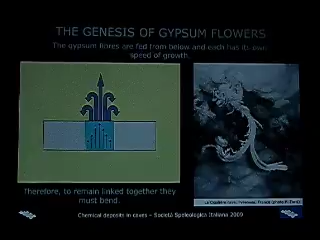 THE GENESIS OF GYPSUM FLOWERS
The gypsum fibres are fed from below and each has its own
speed of growth.
Therefore, to remain linked together they
must bend.
Chemical deposits in caves – Società Speleologica Italiana 2009